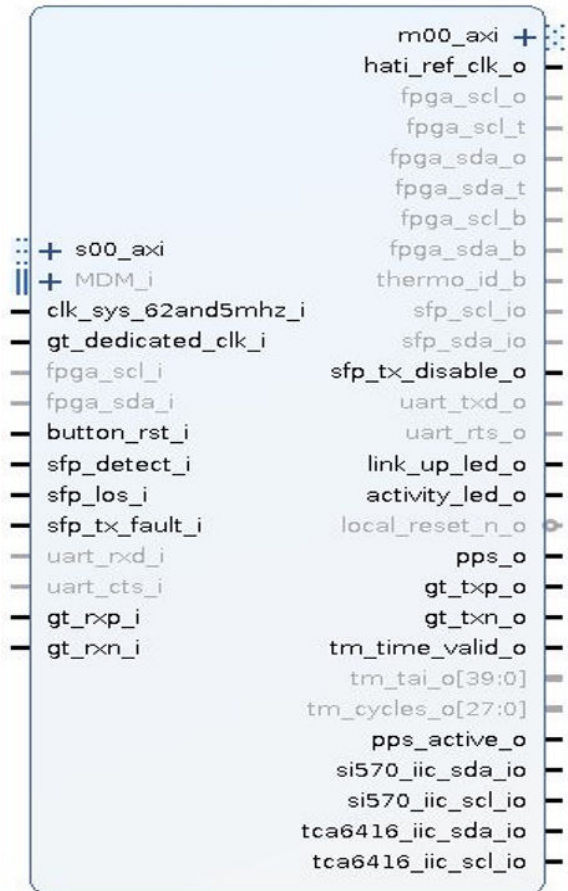 m00_axi
hati_ref_clk_o
fpga_scl_o
fpga_scl_t
fpga_sda_o
fpga_sda_t
fpga_scl_b
s00_axi fpga_sda_b
MDM_i thermo_id_b
clk_sys_62and5mhz_i sfp_scl_io
gt_dedicated_clk_i sfp_sda_io
fpga_scl_i sfp_tx_disable_o
fpga_sda_i uart_txd_o
button_rst_i uart_rts_o
sfp_detect_i link_up_led_o
sfp_los_i activity_led_o
sfp_tx_fault_i local_reset_n_o
uart_rxd_i pps_o
uart_cts_i gt_txp_o
gt_rxp_i gt_txn_o
gt_rxn_i tm_time_valid_o
tm_tai_o[39:0]
tm_cycles_o[27:0]
pps_active_o
si570_iic_sda_io
si570_iic_scl_io
tca6416_iic_sda_io
tca6416_iic_scl_io